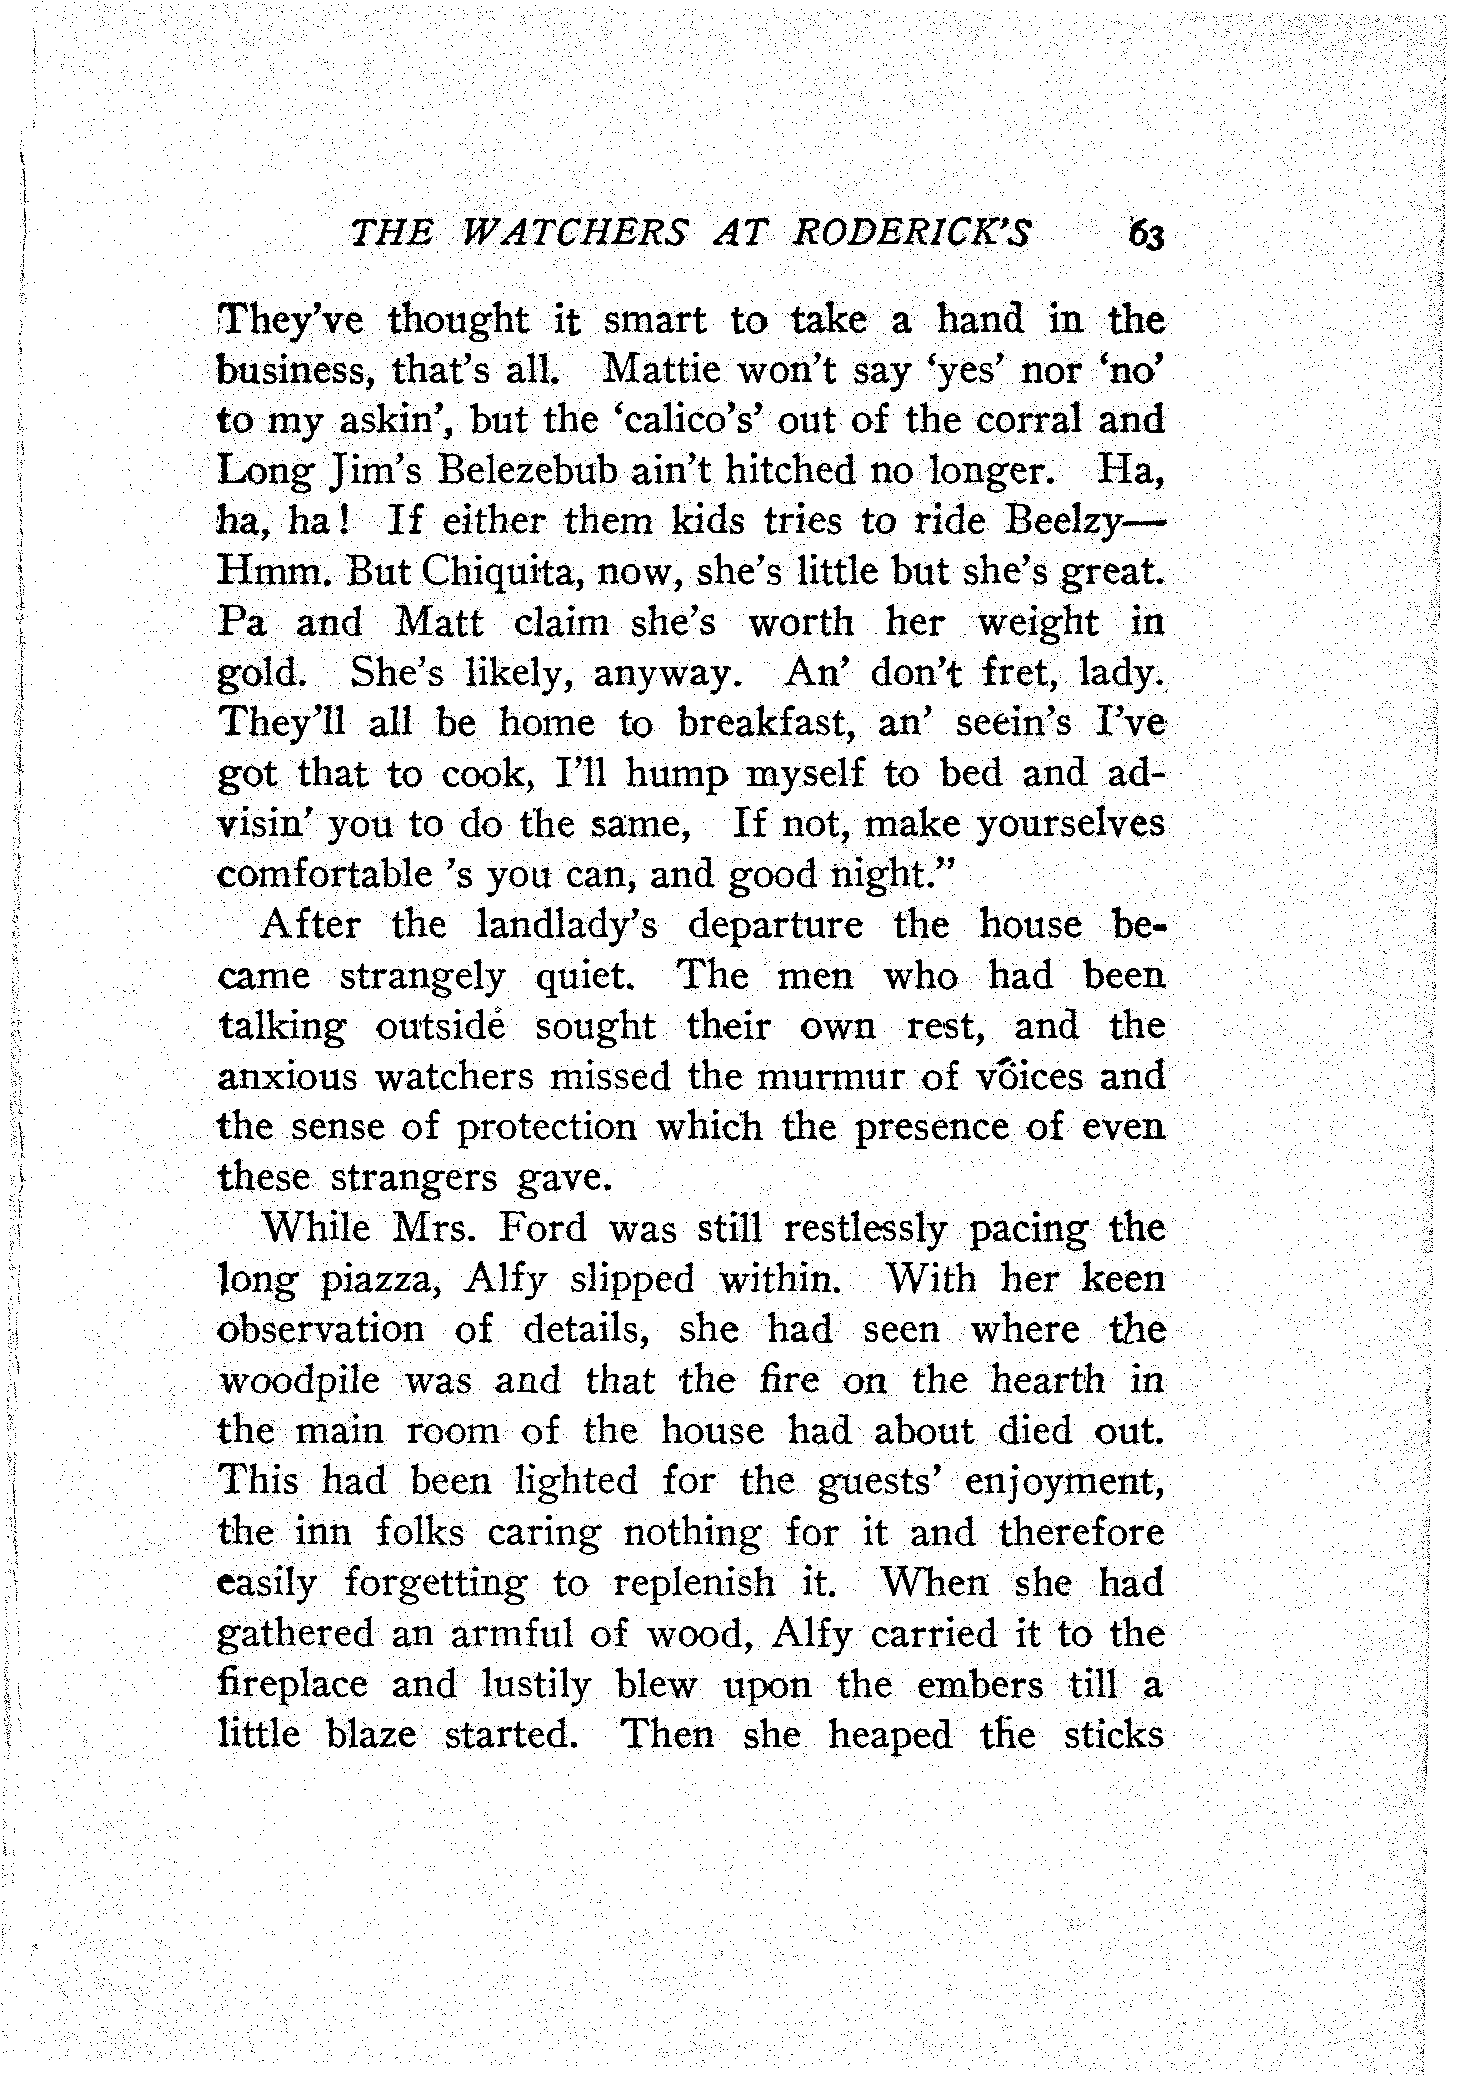 THE WATCHERS AT RODERICK'S 63
They've thought it smart to take a hand in the
business, that's all. Mattie won't say ‘yes’ nor ‘no’
to my askin’, but the ‘calico's’ out of the corral and
Long Jim's Belezebub ain't hitched no longer. Ha,
ha, ha! If either them kids tries to ride Beelzy—
Hmm. But Chiquita, now, she's little but she's great.
Pa and Matt claim she's worth her weight in
gold. She's likely, anyway. An’ don't fret, lady.
They'll all be home to breakfast, an’ seein's I've
got that to cook, I'll hump myself to bed and ad-
visin’ you to do the same, If not, make yourselves
comfortable ’s you can, and good night.”
After the landlady's departure the house be-
came strangely quiet. The men who had been
talking outside sought their own rest, and the
anxious watchers missed the murmur of voices and
the sense of protection which the presence of even
these strangers gave.
While Mrs. Ford was still restlessly pacing the
long piazza, Alfy slipped within. With her keen
observation of details, she had seen where the
woodpile was and that the fire on the hearth in
the main room of the house had about died out.
This had been lighted for the guests’ enjoyment,
the inn folks caring nothing for it and therefore
easily forgetting to replenish it. When she had
gathered an armful of wood, Alfy carried it to the
fireplace and lustily blew upon the embers till a
little blaze started. Then she heaped the sticks